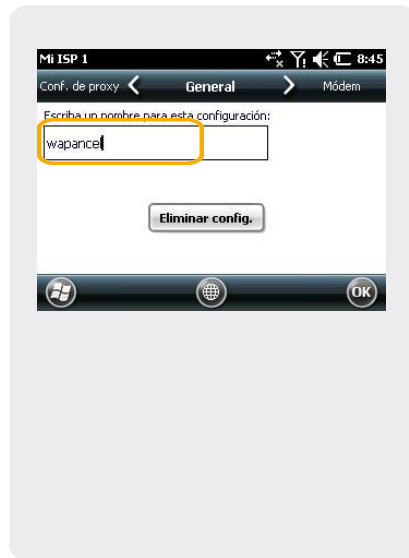 Mi ISP 1 8:45
Conf. de proxy General Módem
Escriba un nombre para esta configuración:
wapancel
Eliminar config.
OK